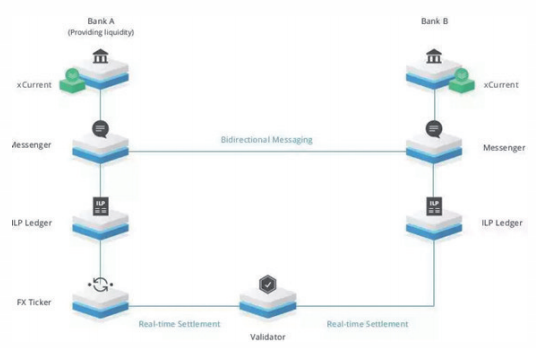 Bank A
(Providing liquidity)
Bank B
xCurrent
xCurrent
Messenger
Bidirectional Messaging
Messenger
ILP
ILP
ILP Ledger
ILP Ledger
FX Ticker
Real-time Settlement
Real-time Settlement
Validator